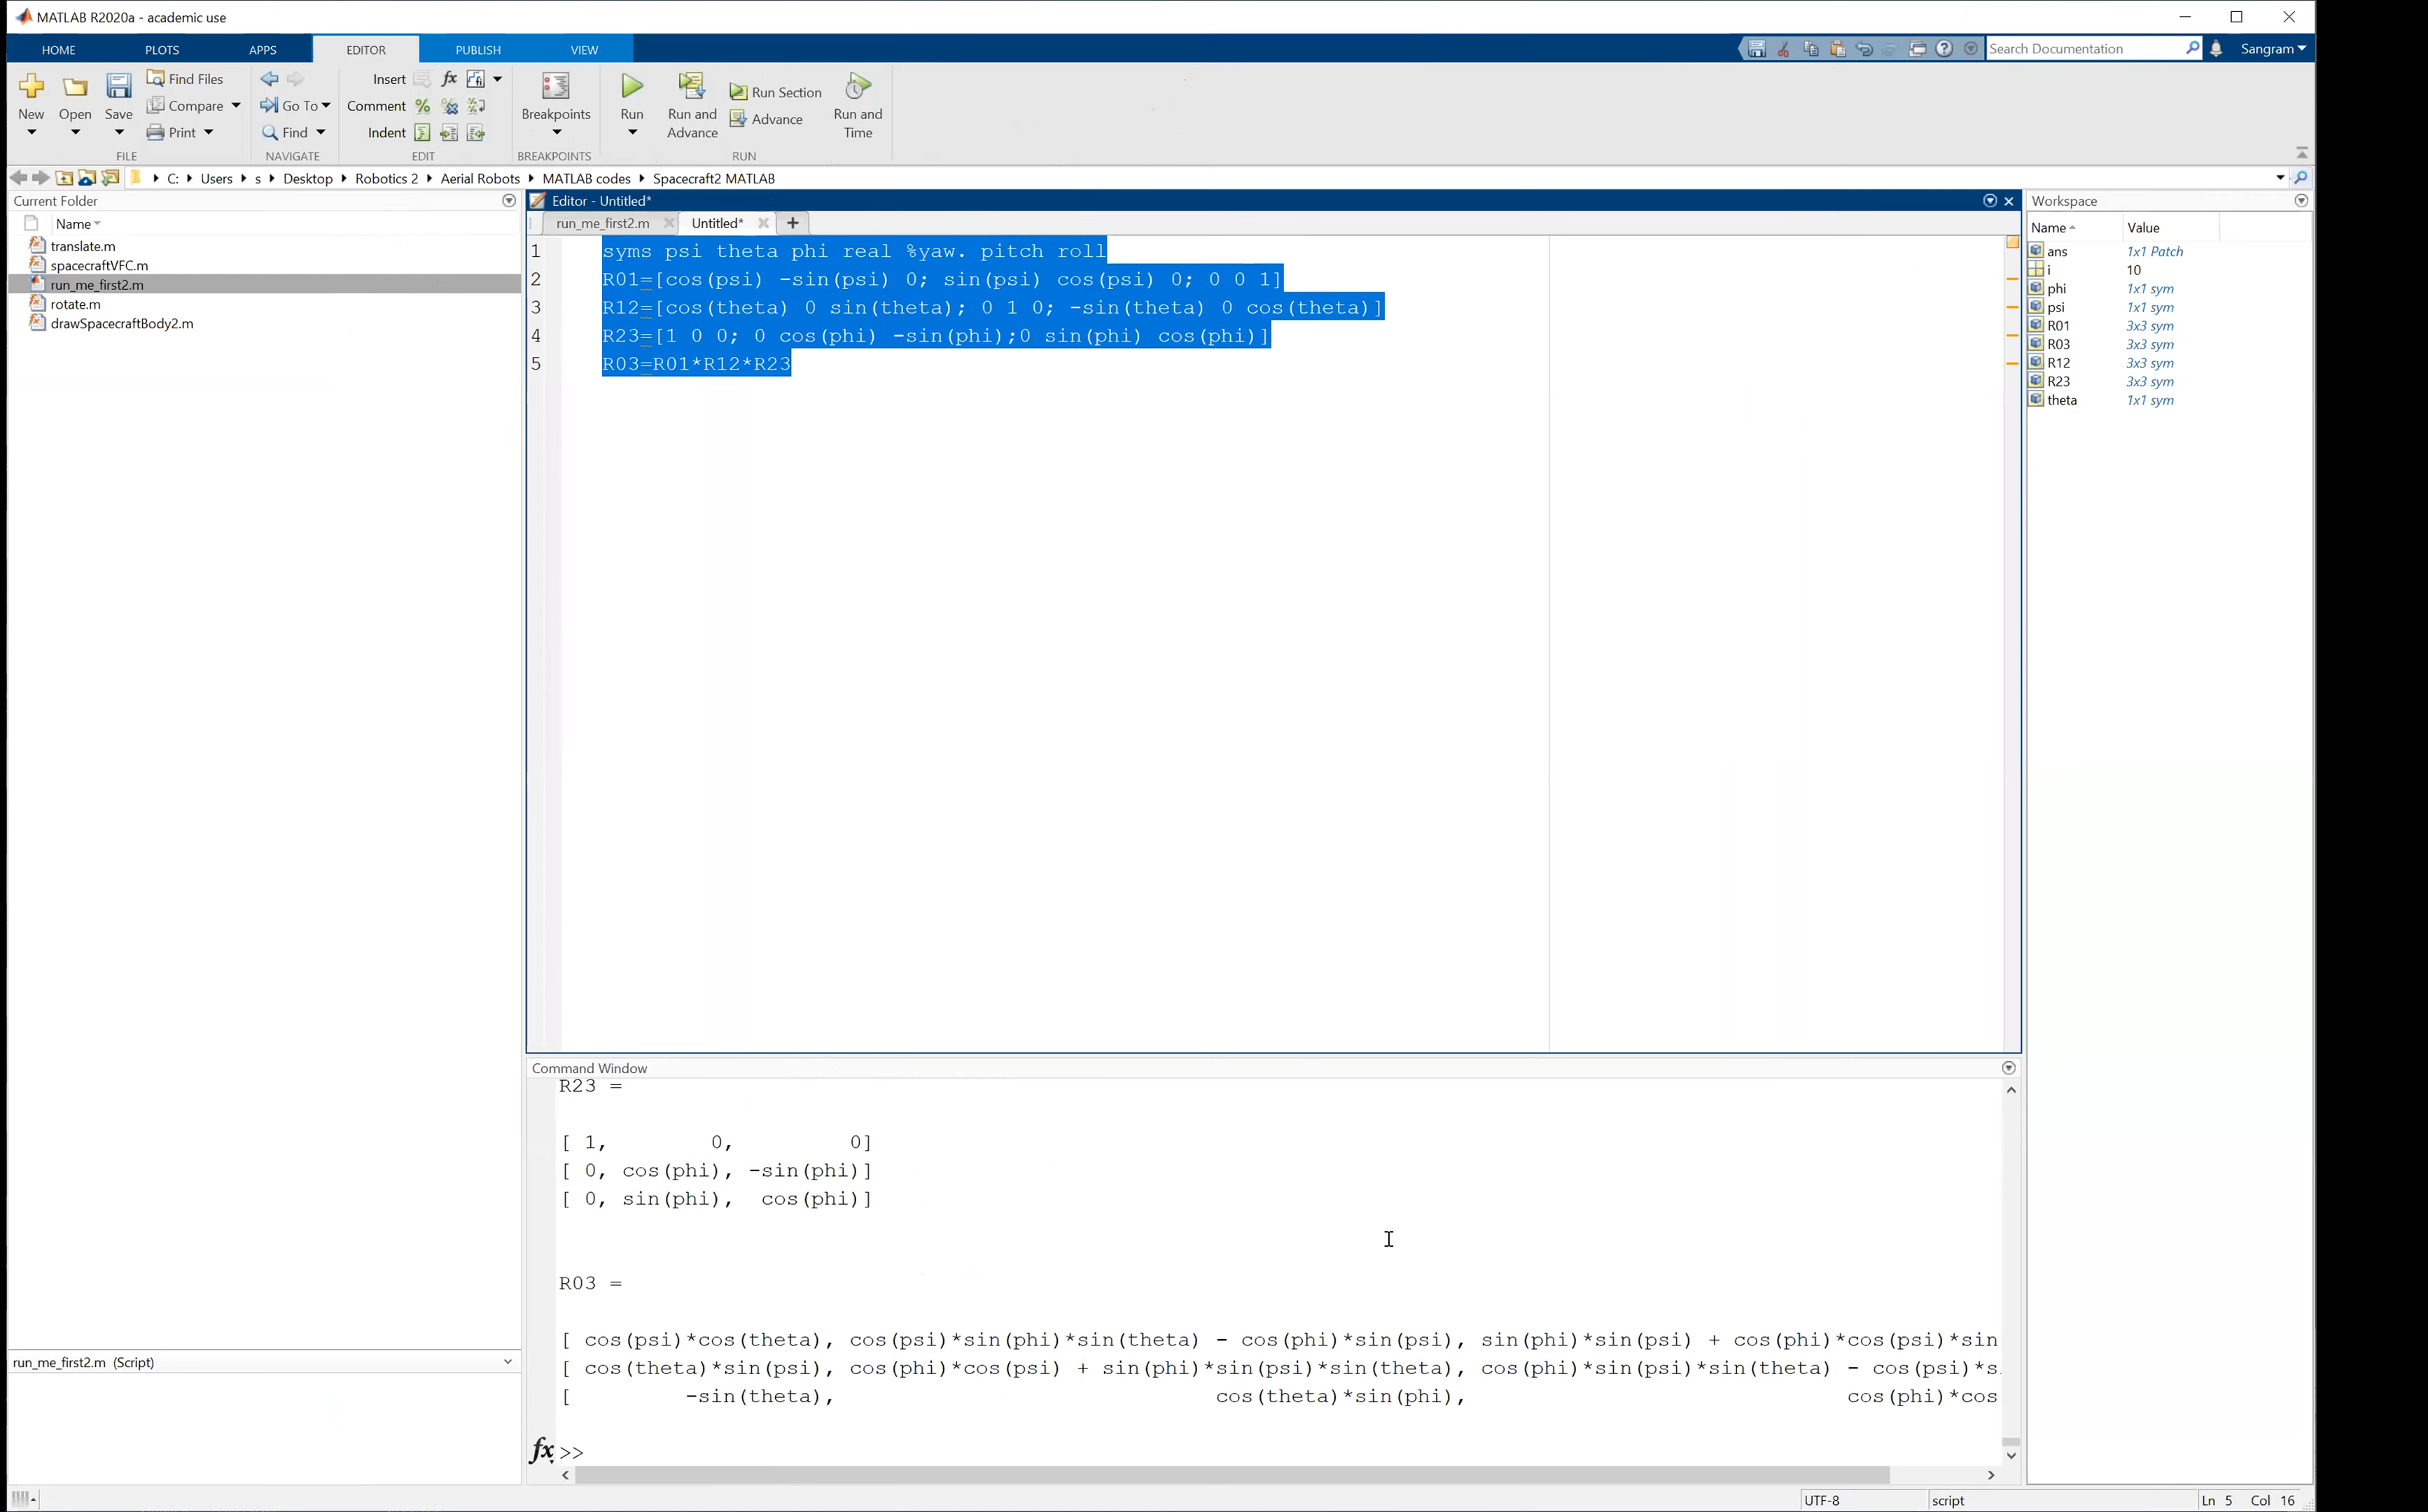 MATLAB R2020a - academic use
HOME PLOTS APPS EDITOR PUBLISH VIEW
Search Documentation
Sangram
New Open Save
Find Files
Compare
Print
FILE
Go To
Find
NAVIGATE
Insert fx
Comment
Indent
EDIT
Breakpoints
BREAKPOINTS
Run
Run and Advance
Run Section
Advance
Run and Time
RUN
C: Users s Desktop Robotics 2 Aerial Robots MATLAB codes Spacecraft2 MATLAB
Current Folder
Name
translate.m
spacecraftVFC.m
run_me_first2.m
rotate.m
drawSpacecraftBody2.m
run_me_first2.m (Script)
Editor - Untitled*
run_me_first2.m Untitled* +
1 syms psi theta phi real %yaw. pitch roll
2 R01=[cos(psi) -sin(psi) 0; sin(psi) cos(psi) 0; 0 0 1]
3 R12=[cos(theta) 0 sin(theta); 0 1 0; -sin(theta) 0 cos(theta)]
4 R23=[1 0 0; 0 cos(phi) -sin(phi);0 sin(phi) cos(phi)]
5 R03=R01*R12*R23
Command Window
R23 =
[ 1, 0, 0]
[ 0, cos(phi), -sin(phi)]
[ 0, sin(phi), cos(phi)]
R03 =
[ cos(psi)*cos(theta), cos(psi)*sin(phi)*sin(theta) - cos(phi)*sin(psi), sin(phi)*sin(psi) + cos(phi)*cos(psi)*sin
[ cos(theta)*sin(psi), cos(phi)*cos(psi) + sin(phi)*sin(psi)*sin(theta), cos(phi)*sin(psi)*sin(theta) - cos(psi)*s
[ -sin(theta), cos(theta)*sin(phi), cos(phi)*cos
fx >>
Workspace
Name Value
ans 1x1 Patch
i 10
phi 1x1 sym
psi 1x1 sym
R01 3x3 sym
R03 3x3 sym
R12 3x3 sym
R23 3x3 sym
theta 1x1 sym
UTF-8 script Ln 5 Col 16